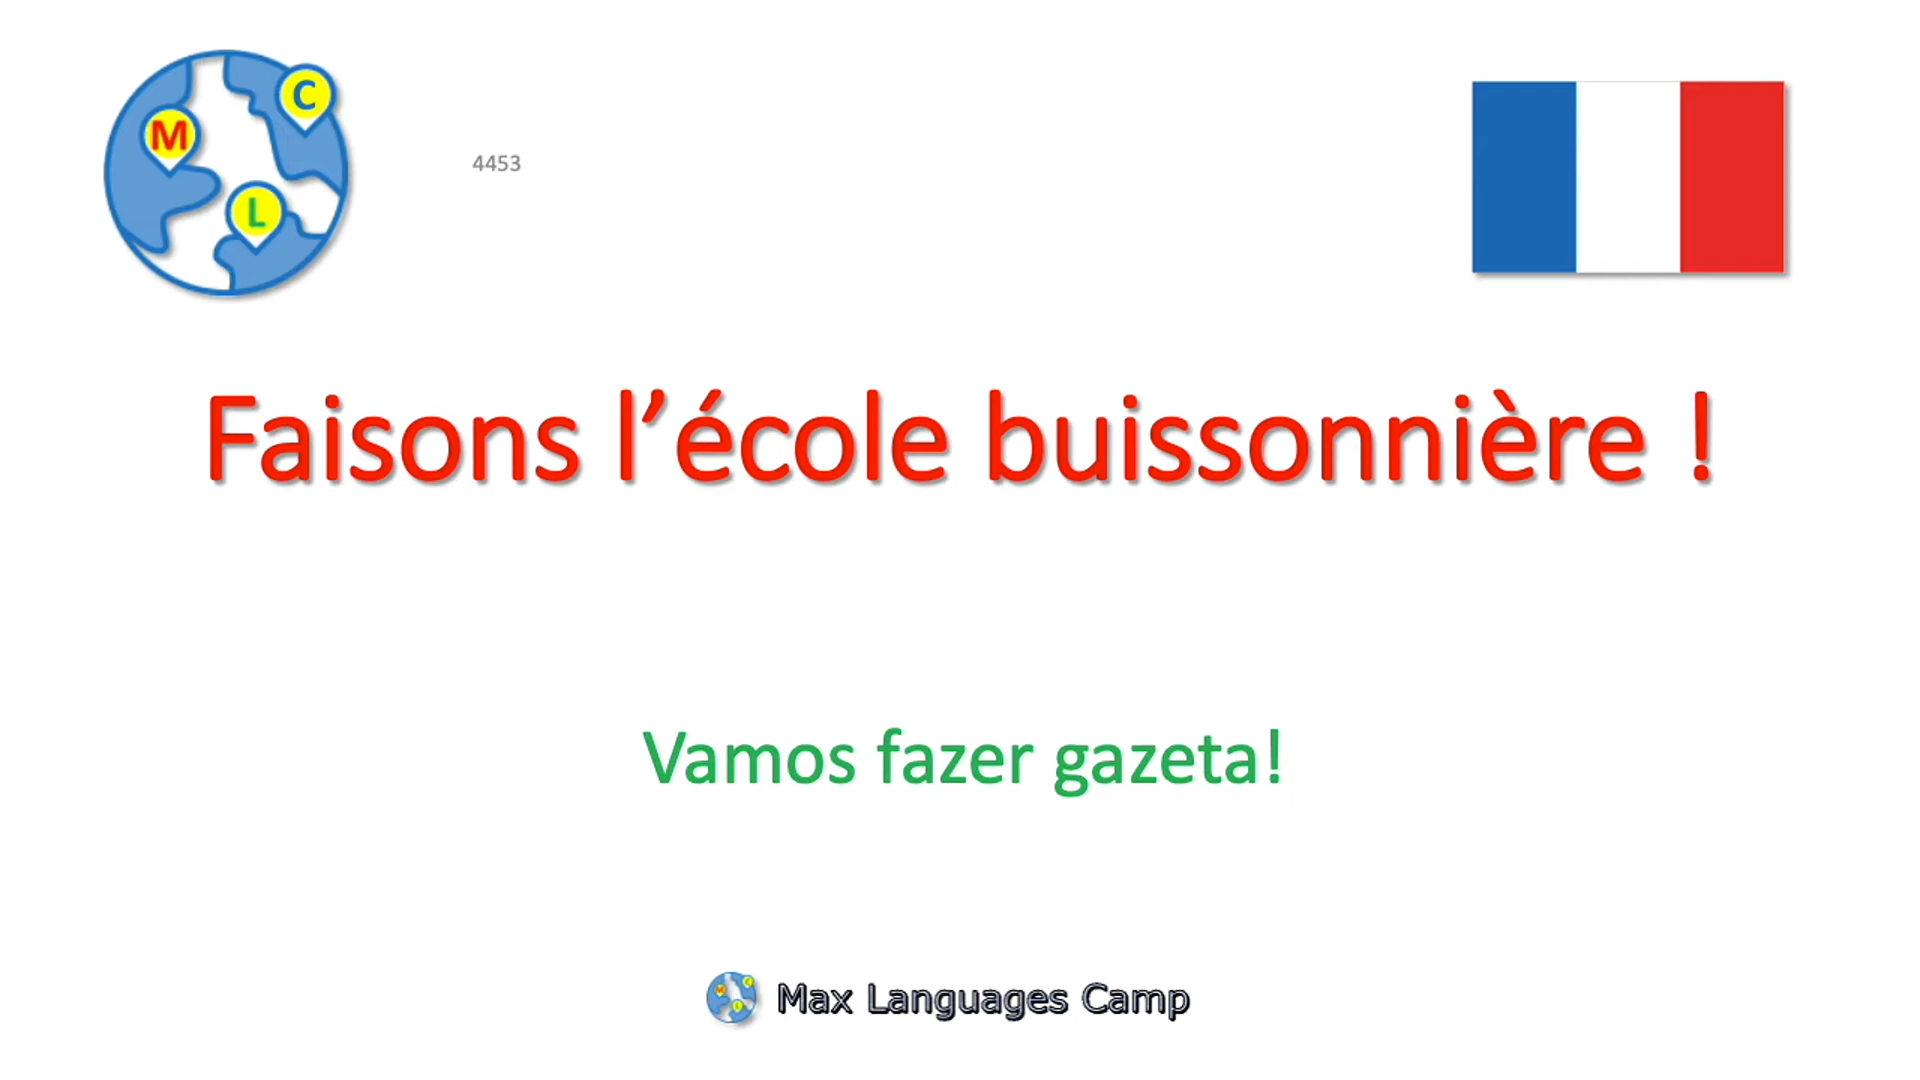 M
C
L
4453
Faisons l’école buissonnière !
Vamos fazer gazeta!
Max Languages Camp